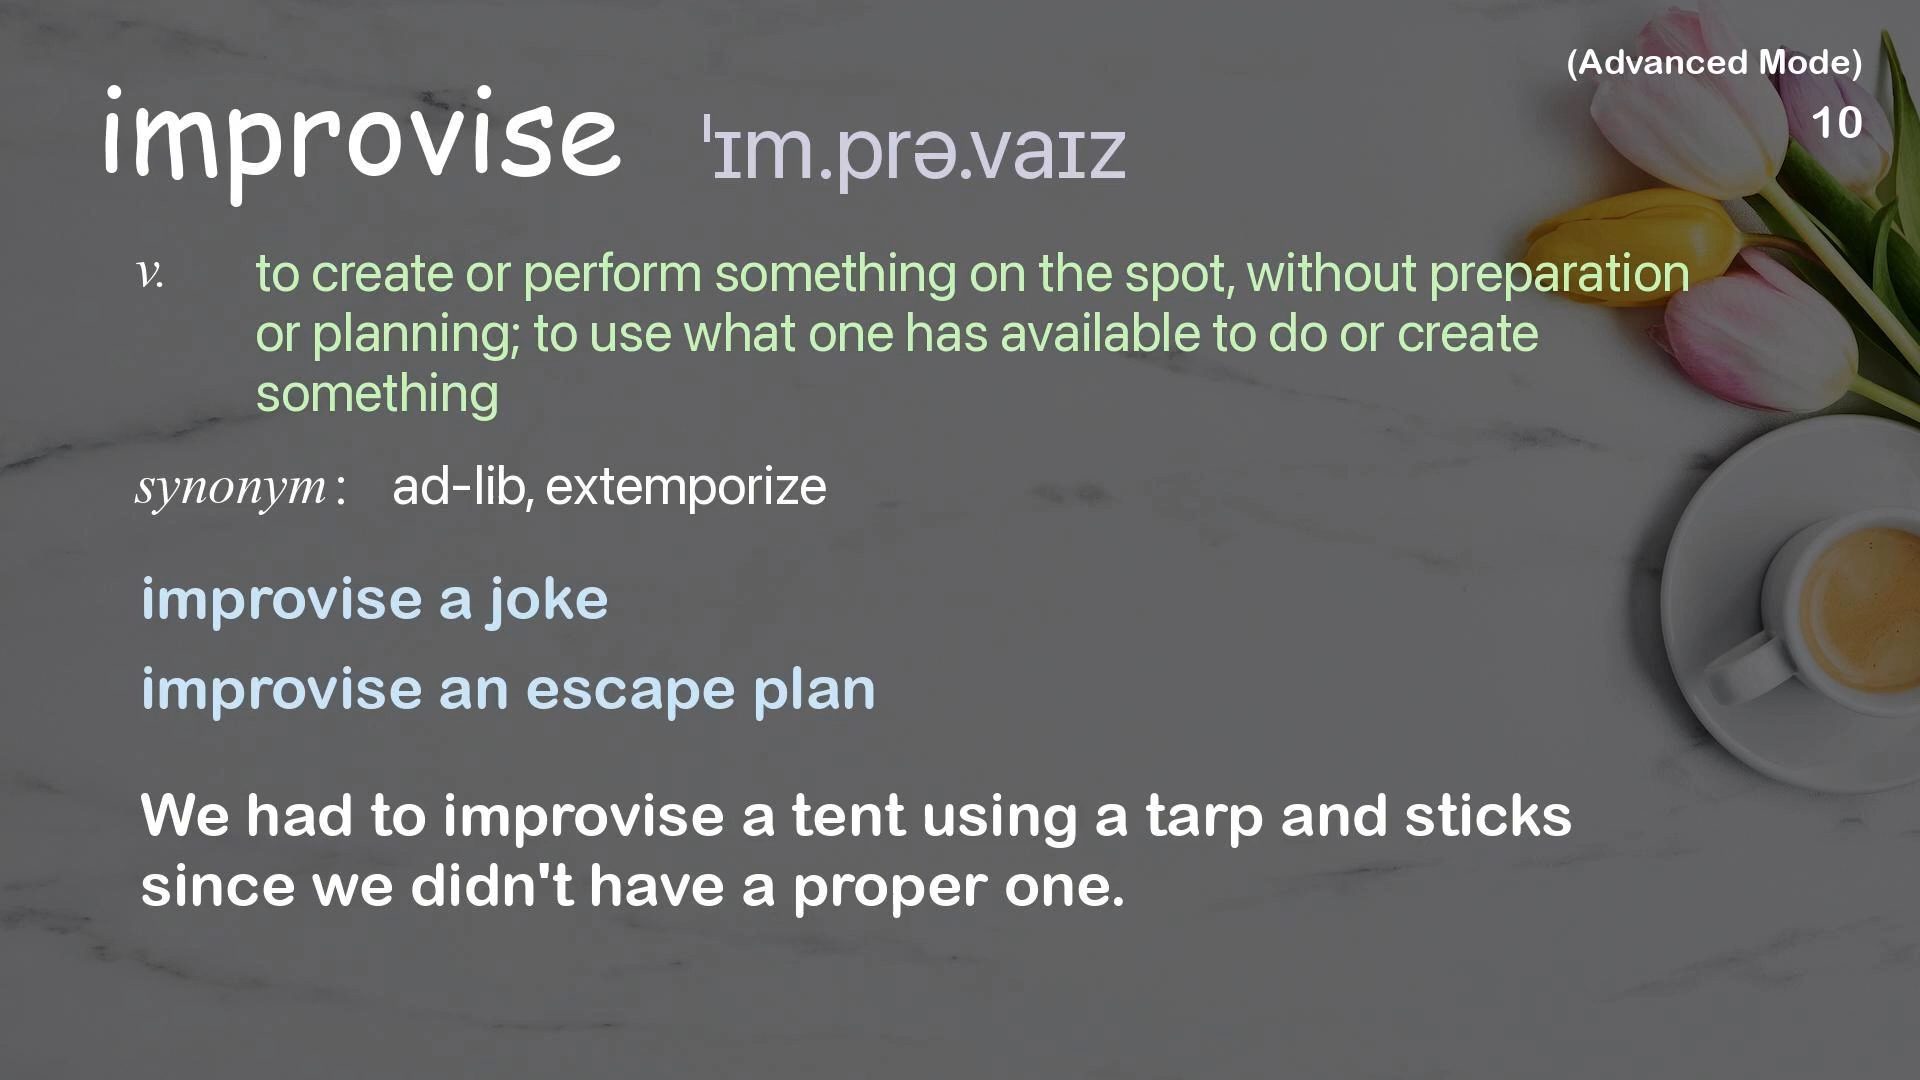 (Advanced Mode)
improvise ˈɪm.prə.vaɪz
10
v. to create or perform something on the spot, without preparation
or planning; to use what one has available to do or create
something
synonym : ad-lib, extemporize
improvise a joke
improvise an escape plan
We had to improvise a tent using a tarp and sticks
since we didn't have a proper one.